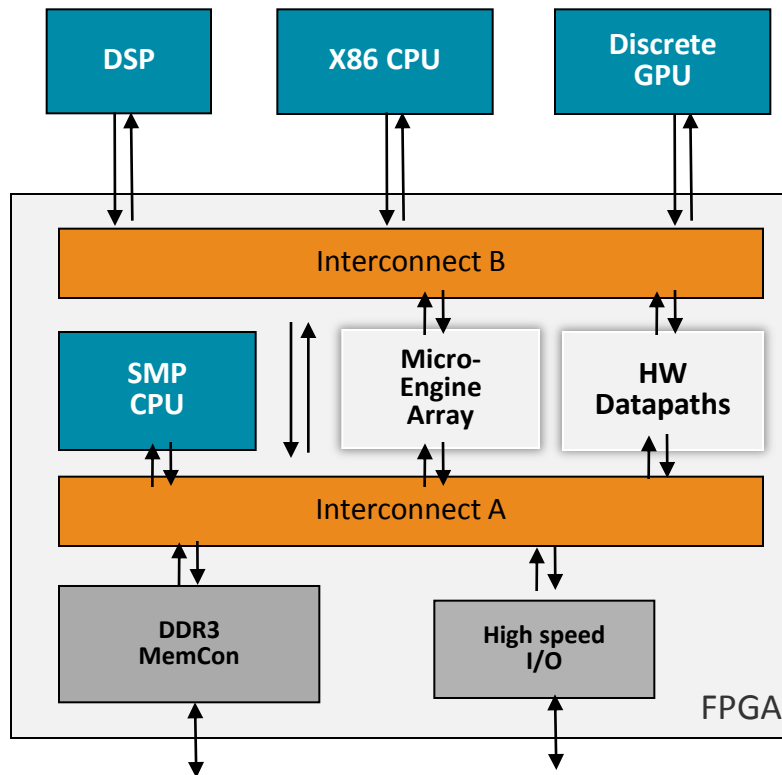 DSP
X86 CPU
Discrete
GPU
Interconnect B
SMP
CPU
Micro-
Engine
Array
HW
Datapaths
Interconnect A
DDR3
MemCon
High speed
I/O
FPGA